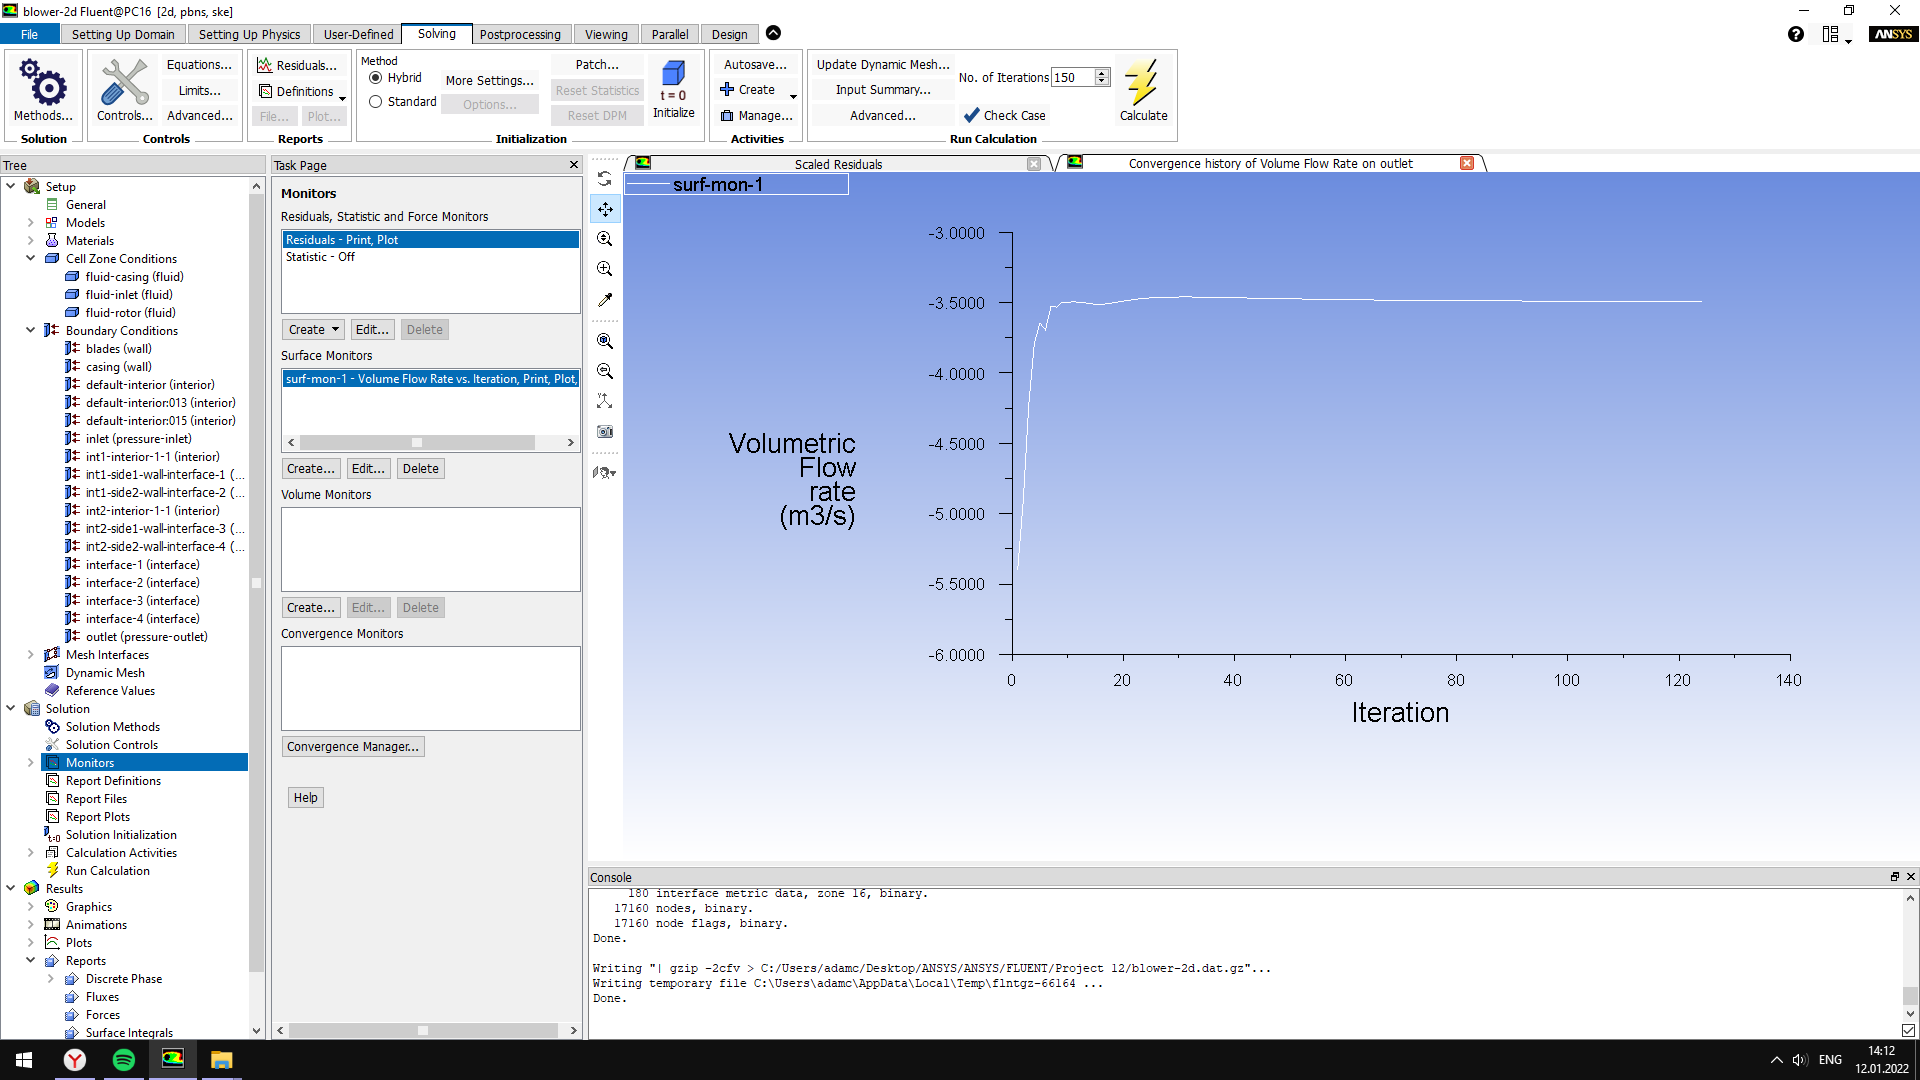 blower-2d Fluent@PC16 [2d, pbns, ske]
File
Setting Up Domain
Setting Up Physics
User-Defined
Solving
Postprocessing
Viewing
Parallel
Design
ANSYS
Methods...
Solution
Controls...
Equations...
Limits...
Advanced...
Controls
Residuals...
Definitions
File...
Plot...
Reports
Method
Hybrid
Standard
More Settings...
Options...
Patch...
Reset Statistics
Reset DPM
t = 0
Initialize
Initialization
Autosave...
Create
Manage...
Activities
Update Dynamic Mesh...
Input Summary...
Advanced...
No. of Iterations 150
Check Case
Calculate
Run Calculation
Tree
Setup
General
Models
Materials
Cell Zone Conditions
fluid-casing (fluid)
fluid-inlet (fluid)
fluid-rotor (fluid)
Boundary Conditions
blades (wall)
casing (wall)
default-interior (interior)
default-interior:013 (interior)
default-interior:015 (interior)
inlet (pressure-inlet)
int1-interior-1-1 (interior)
int1-side1-wall-interface-1 (...
int1-side2-wall-interface-2 (...
int2-interior-1-1 (interior)
int2-side1-wall-interface-3 (...
int2-side2-wall-interface-4 (...
interface-1 (interface)
interface-2 (interface)
interface-3 (interface)
interface-4 (interface)
outlet (pressure-outlet)
Mesh Interfaces
Dynamic Mesh
Reference Values
Solution
Solution Methods
Solution Controls
Monitors
Report Definitions
Report Files
Report Plots
t=0
Solution Initialization
Calculation Activities
Run Calculation
Results
Graphics
Animations
Plots
Reports
Discrete Phase
Fluxes
Forces
Surface Integrals
Task Page
Monitors
Residuals, Statistic and Force Monitors
Residuals - Print, Plot
Statistic - Off
Create
Edit...
Delete
Surface Monitors
surf-mon-1 - Volume Flow Rate vs. Iteration, Print, Plot,
Create...
Edit...
Delete
Volume Monitors
Create...
Edit...
Delete
Convergence Monitors
Convergence Manager...
Help
Scaled Residuals
Convergence history of Volume Flow Rate on outlet
surf-mon-1
-3.0000
-3.5000
-4.0000
-4.5000
-5.0000
-5.5000
-6.0000
Volumetric
Flow
rate
(m3/s)
0
20
40
60
80
100
120
140
Iteration
Console
180 interface metric data, zone 16, binary.
17160 nodes, binary.
17160 node flags, binary.
Done.
Writing "| gzip -2cfv > C:/Users/adamc/Desktop/ANSYS/ANSYS/FLUENT/Project 12/blower-2d.dat.gz"...
Writing temporary file C:\Users\adamc\AppData\Local\Temp\flntgz-66164 ...
Done.
ENG
14:12
12.01.2022